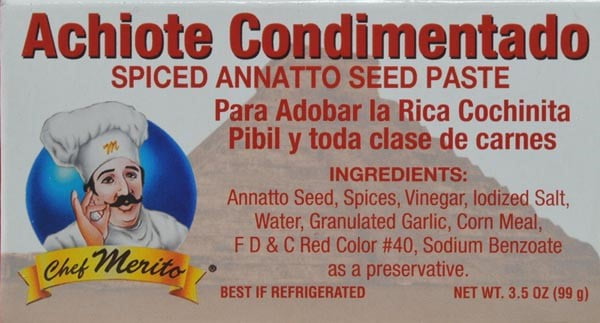 Achiote Condimentado
SPICED ANNATTO SEED PASTE
Para Adobar la Rica Cochinita
Pibil y toda clase de carnes
INGREDIENTS:
Annatto Seed, Spices, Vinegar, Iodized Salt,
Water, Granulated Garlic, Corn Meal,
F D & C Red Color #40, Sodium Benzoate
as a preservative.
M
Chef Merito®
BEST IF REFRIGERATED
NET WT. 3.5 OZ (99 g)